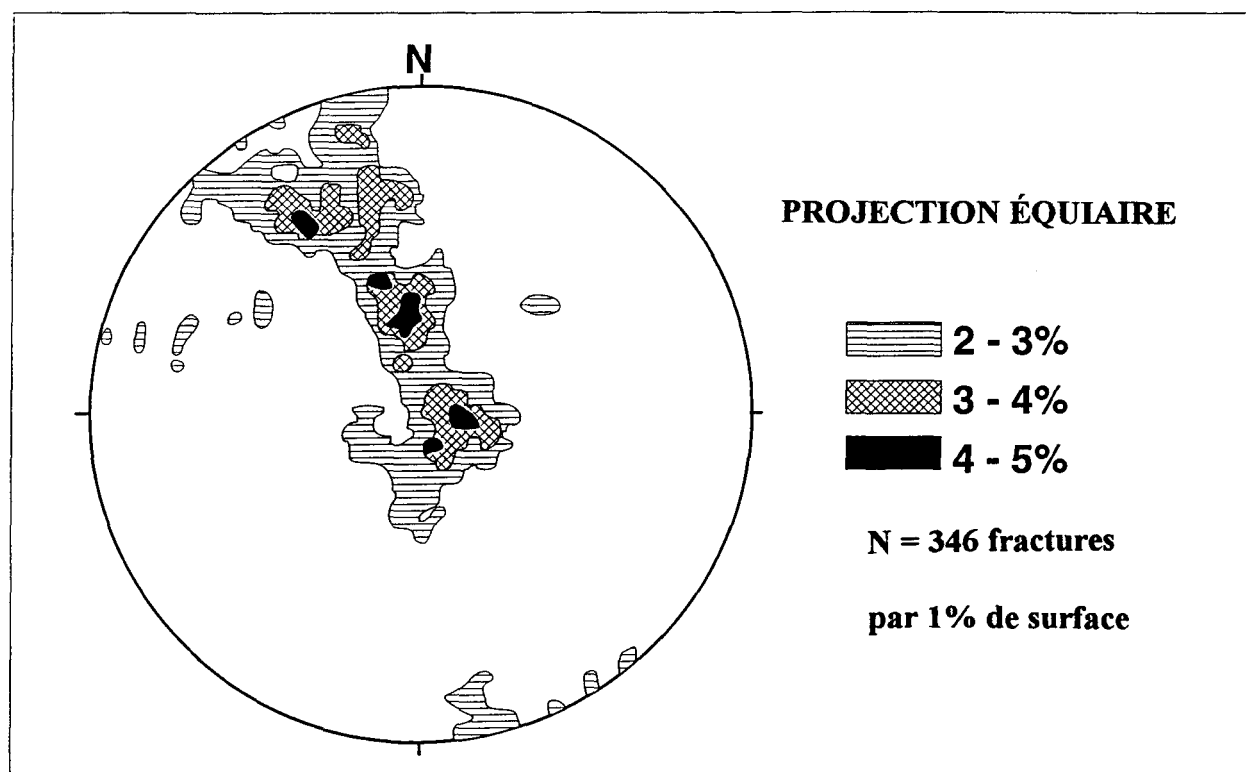 N
PROJECTION ÉQUIAIRE
2 - 3%
3 - 4%
4 - 5%
N = 346 fractures
par 1% de surface